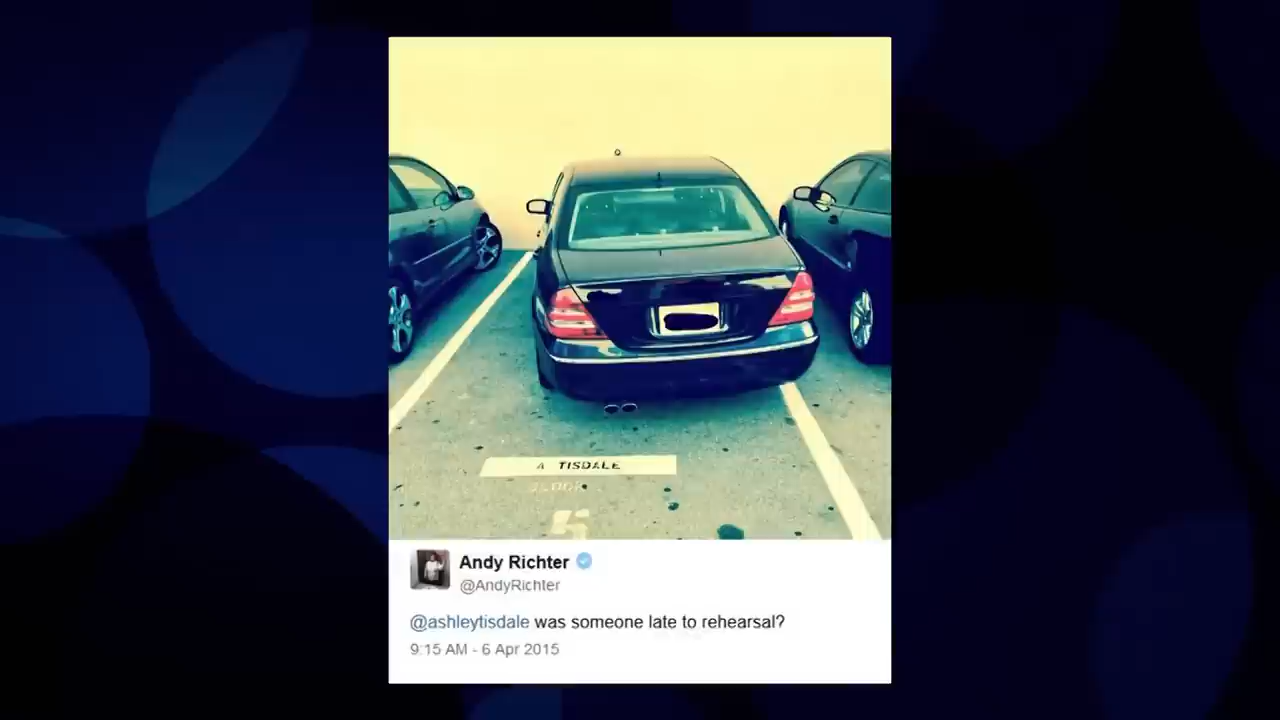 A TISDALE
Andy Richter
@AndyRichter
@ashleytisdale was someone late to rehearsal?
9:15 AM - 6 Apr 2015